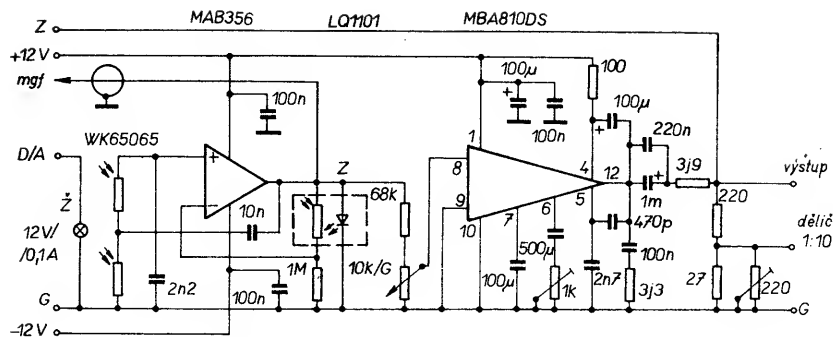 MAB356 LQ1101 MBA810DS
Z
+12V
mgf
100n
100µ
+
100n
100
100µ
+
220n
WK65065
D/A
Ž
12V/
/0,1A
+
−
10n
2n2
100n
Z
1M
68k
10k/G
1
8
9
10
7
6
4
12
5
100µ
500µ
1k
2n7
470p
100n
3j3
+
1m
3j9
výstup
220
dělič
1:10
27
220
G
G
−12V